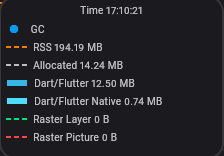 Time 17:10:21
GC
RSS 194.19 MB
Allocated 14.24 MB
Dart/Flutter 12.50 MB
Dart/Flutter Native 0.74 MB
Raster Layer 0 B
Raster Picture 0 B